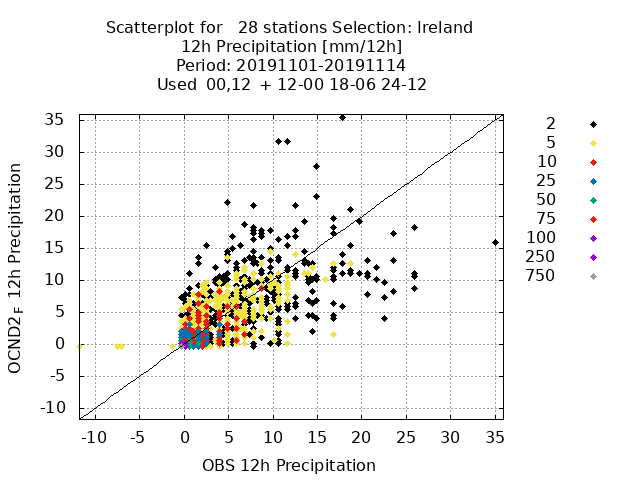 Scatterplot for   28 stations Selection: Ireland
12h Precipitation [mm/12h]
Period: 20191101-20191114
Used  00,12  + 12-00 18-06 24-12
35
30
25
20
15
10
5
0
-5
-10
OCND2F 12h Precipitation
-10 -5 0 5 10 15 20 25 30 35
OBS 12h Precipitation
2
5
10
25
50
75
100
250
750